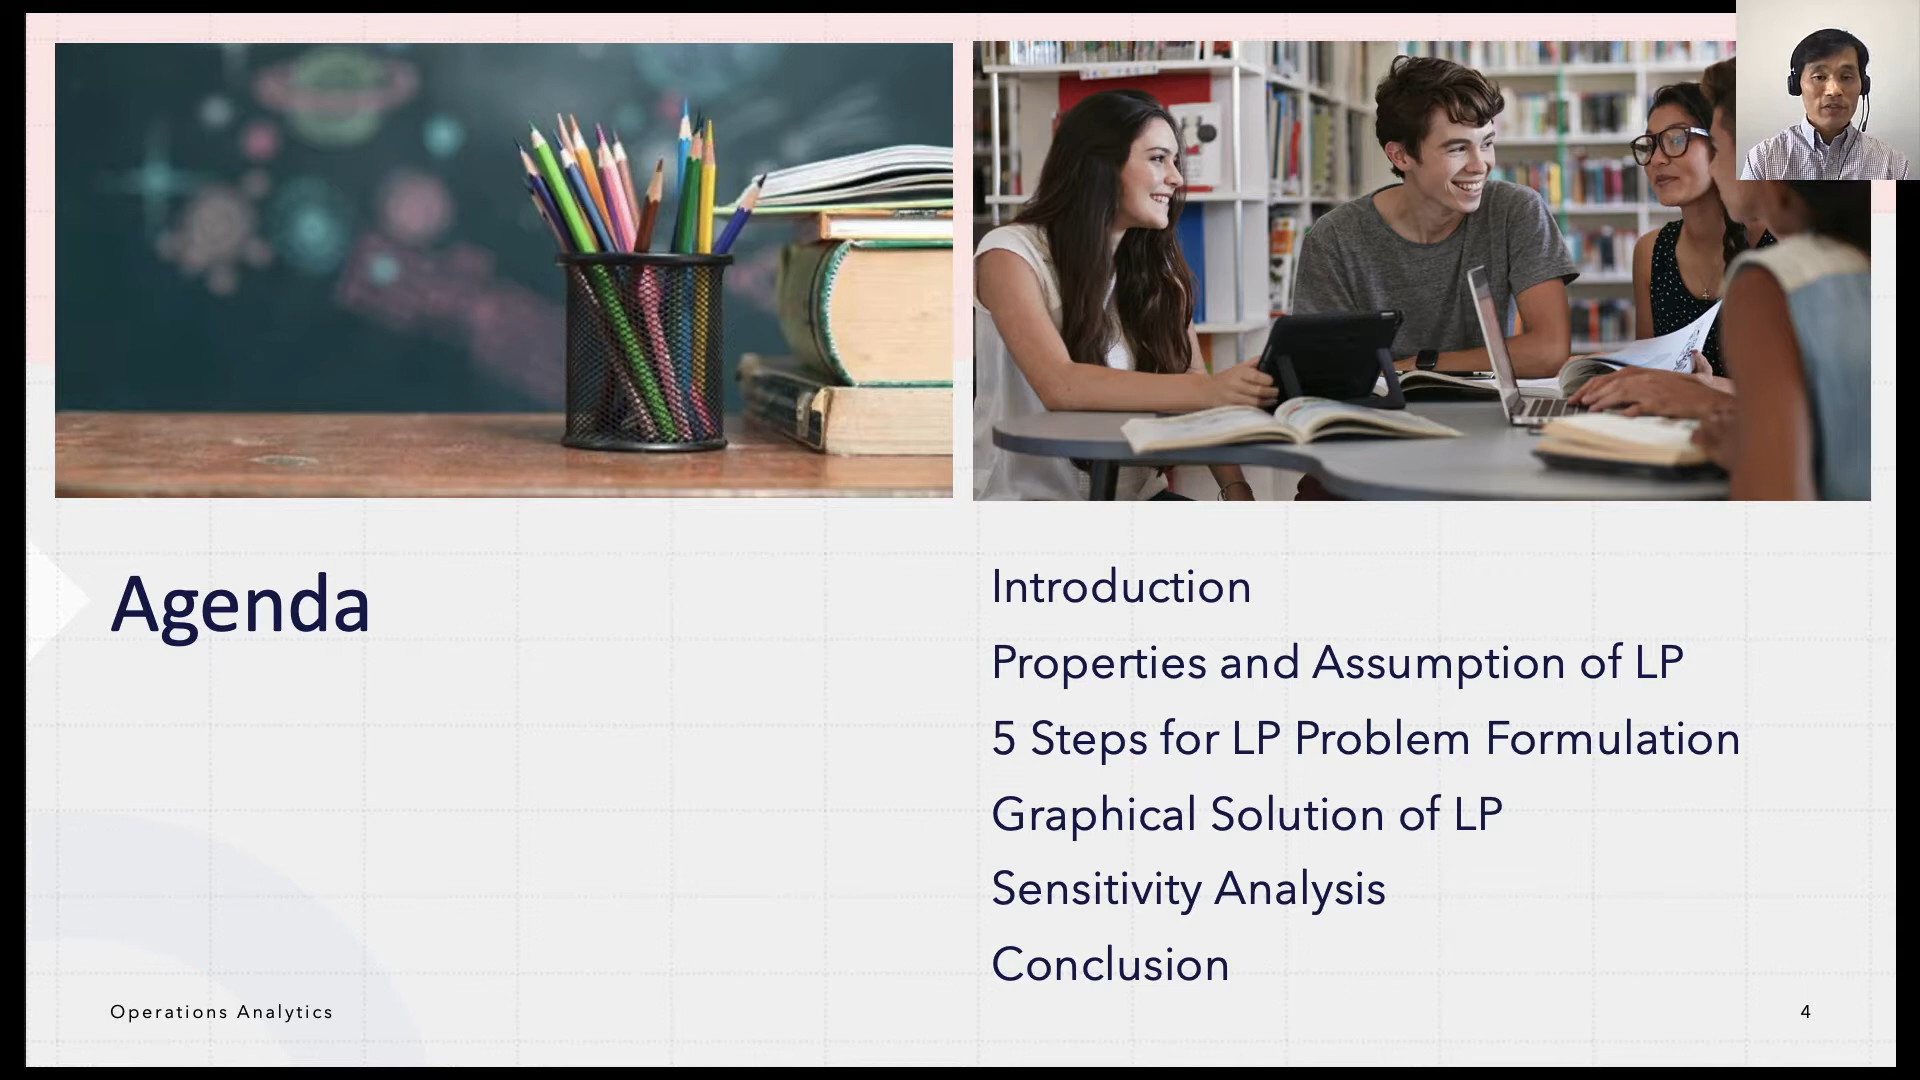 Agenda
Introduction
Properties and Assumption of LP
5 Steps for LP Problem Formulation
Graphical Solution of LP
Sensitivity Analysis
Conclusion
Operations Analytics
4